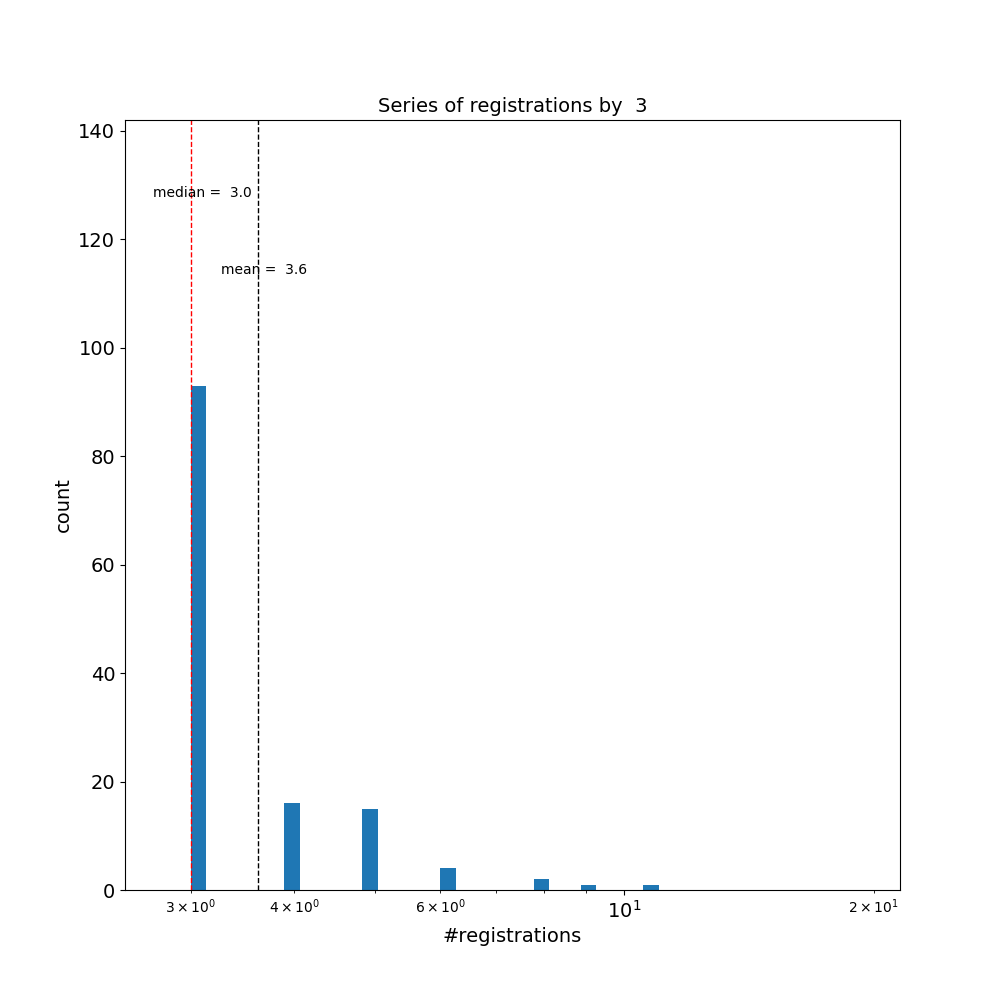 Series of registrations by  3
140
120
100
80
60
40
20
0
median =  3.0
mean =  3.6
count
3 × 10⁰
4 × 10⁰
6 × 10⁰
10¹
2 × 10¹
#registrations